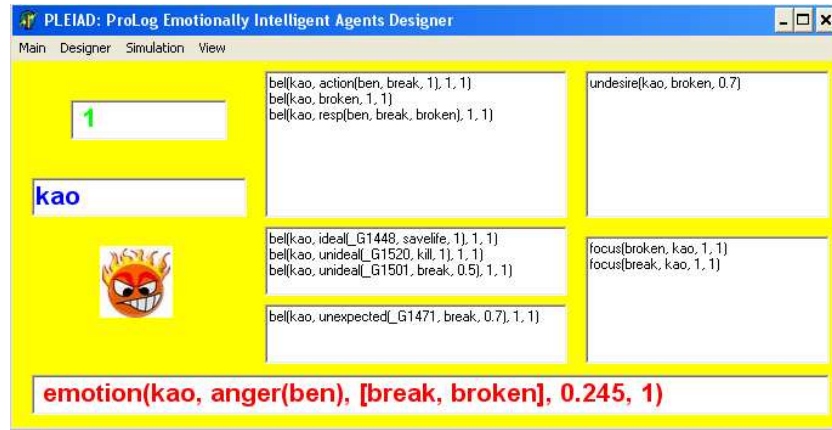 PLEIAD: ProLog Emotionally Intelligent Agents Designer
Main Designer Simulation View
1
kao
bel(kao, action(ben, break, 1), 1, 1)
bel(kao, broken, 1, 1)
bel(kao, resp(ben, break, broken), 1, 1)
undesire(kao, broken, 0.7)
bel(kao, ideal(_G1448, savelife, 1), 1, 1)
bel(kao, unideal(_G1520, kill, 1), 1, 1)
bel(kao, unideal(_G1501, break, 0.5), 1, 1)
focus(broken, kao, 1, 1)
focus(break, kao, 1, 1)
bel(kao, unexpected(_G1471, break, 0.7), 1, 1)
emotion(kao, anger(ben), [break, broken], 0.245, 1)